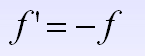 f' = -f